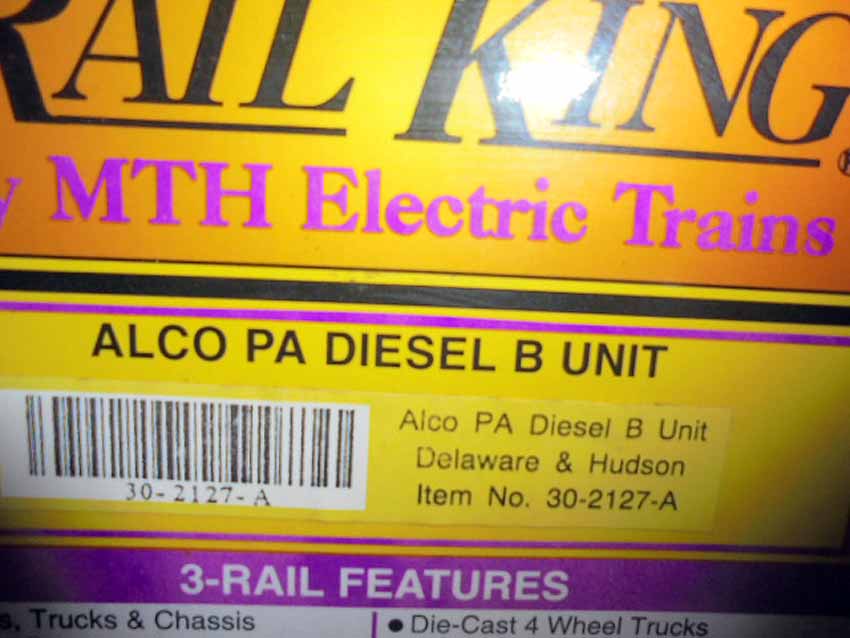 RAIL KING
y MTH Electric Trains
ALCO PA DIESEL B UNIT
30-2127-A
Alco PA Diesel B Unit
Delaware & Hudson
Item No. 30-2127-A
3-RAIL FEATURES
s, Trucks & Chassis
● Die-Cast 4 Wheel Trucks